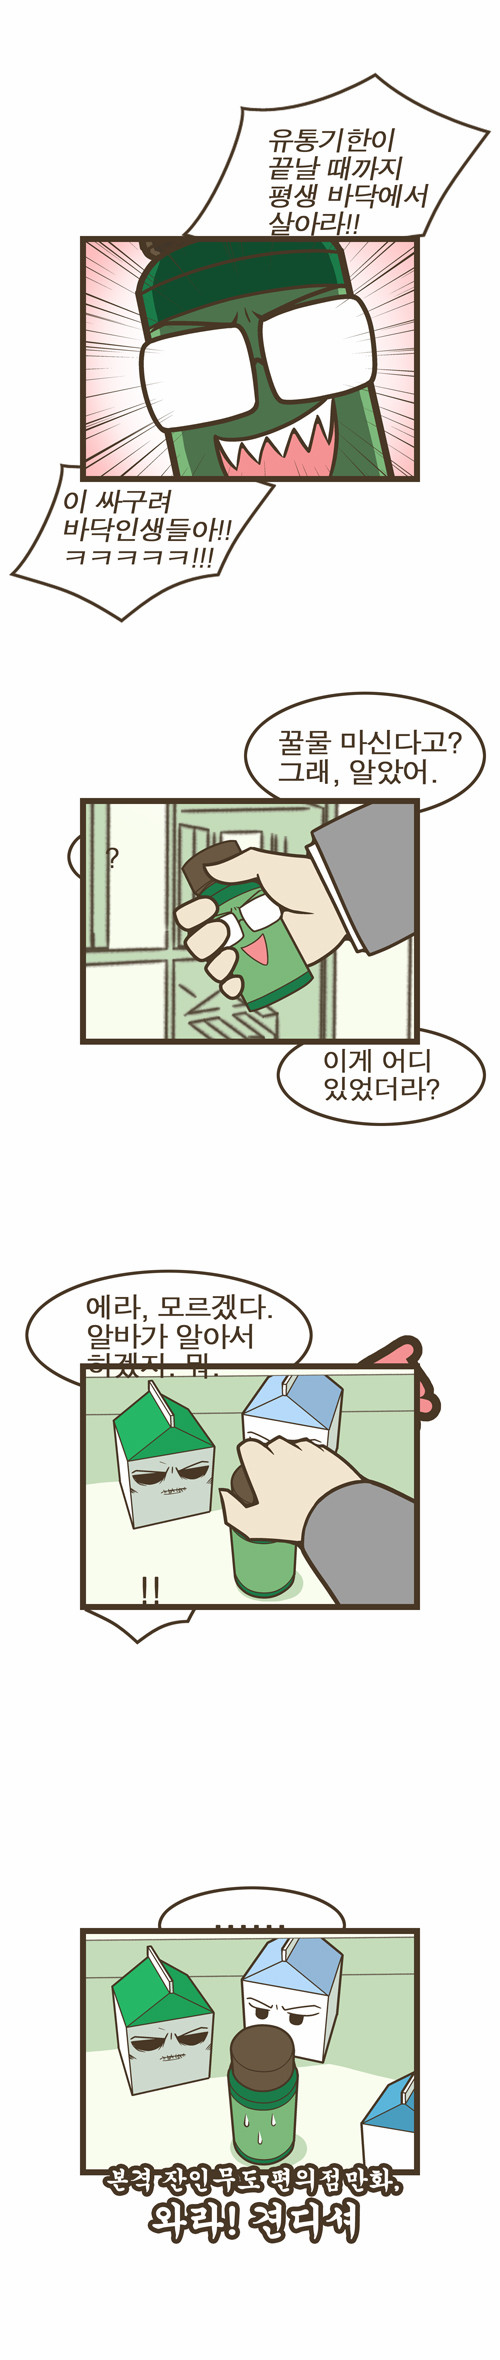 유통기한이
끝날 때까지
평생 바닥에서
살아라!!
이 싸구려
바닥인생들아!!
ㅋㅋㅋㅋㅋ!!!
꿀물 마신다고?
그래, 알았어.
?
이게 어디
있었더라?
에라, 모르겠다.
알바가 알아서
하겠지. 뭐.
!!
......
본격 잔인무도 편의점만화,
와라! 견디셔